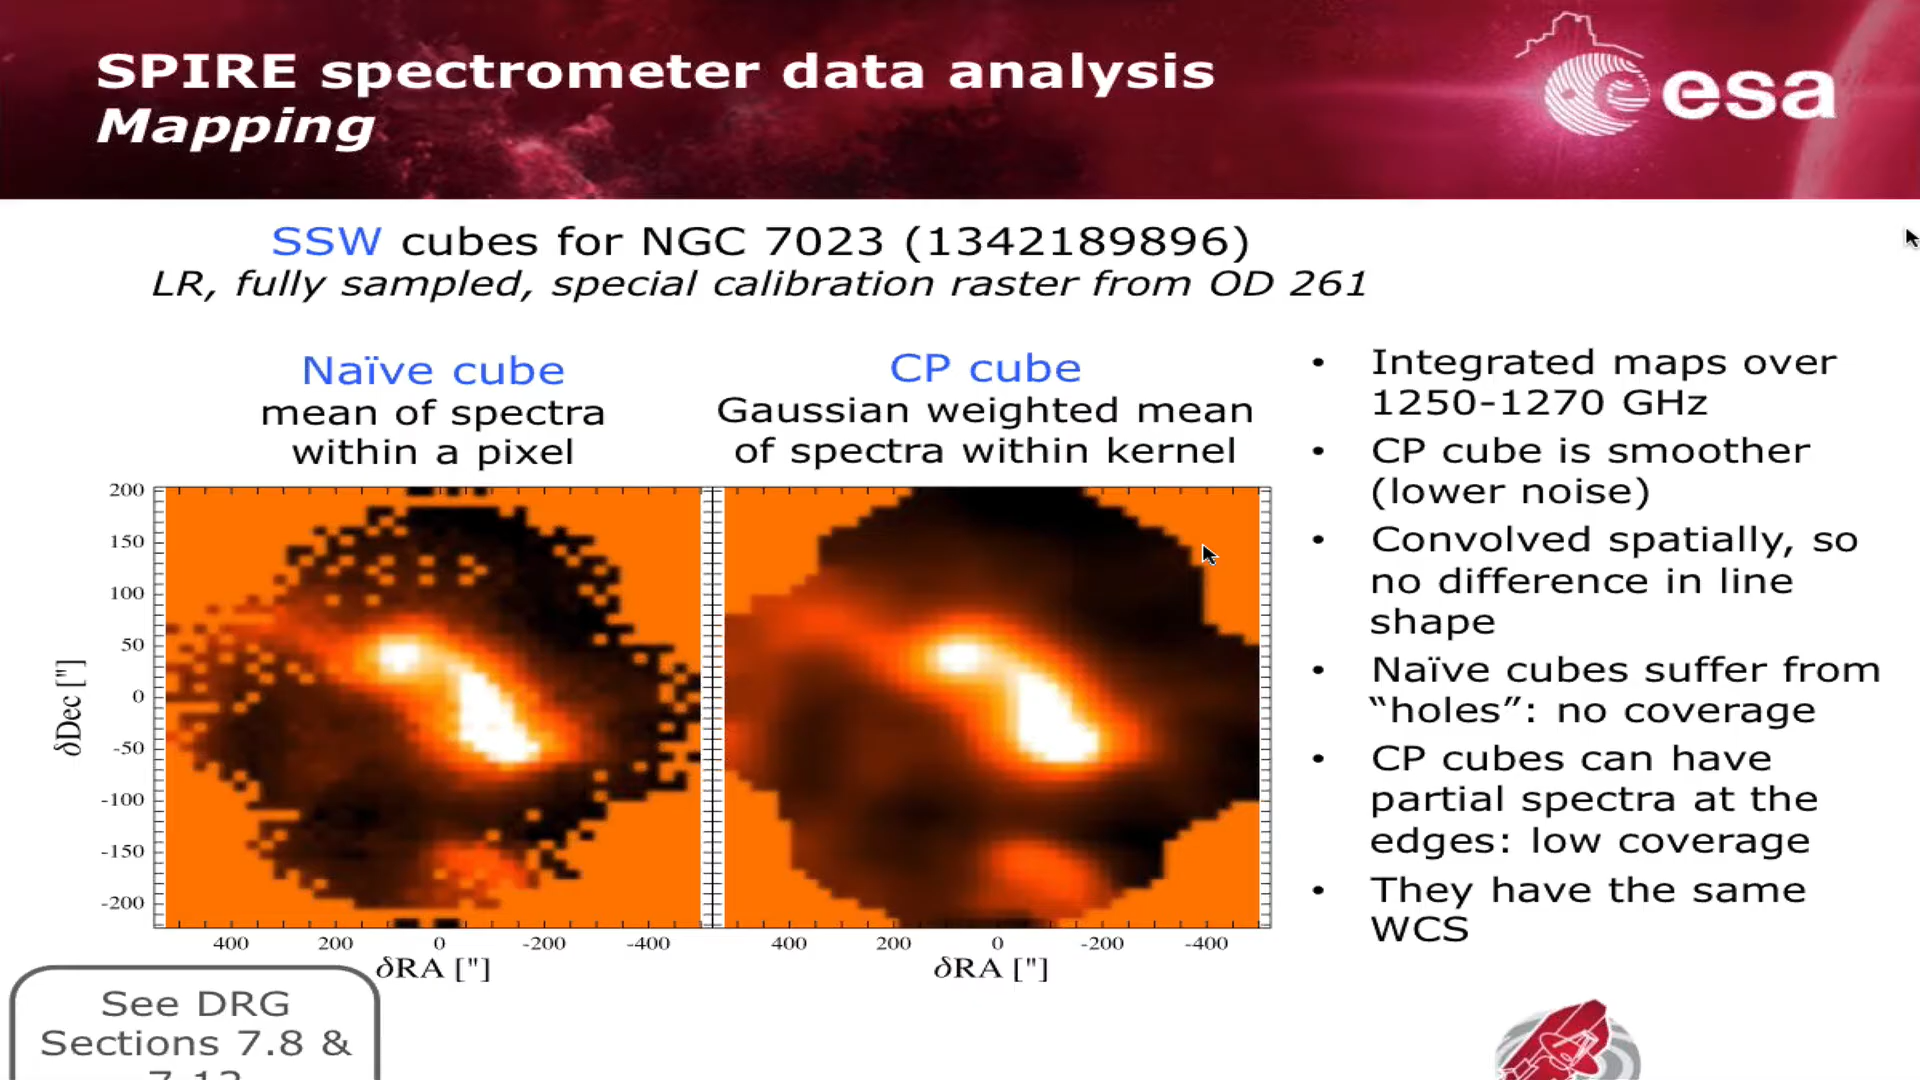 SPIRE spectrometer data analysis
Mapping
esa
SSW cubes for NGC 7023 (1342189896)
LR, fully sampled, special calibration raster from OD 261
Naïve cube
mean of spectra
within a pixel
CP cube
Gaussian weighted mean
of spectra within kernel
200
150
100
50
0
-50
-100
-150
-200
δDec ["]
400 200 0 -200 -400
δRA ["]
400 200 0 -200 -400
δRA ["]
• Integrated maps over
1250-1270 GHz
• CP cube is smoother
(lower noise)
• Convolved spatially, so
no difference in line
shape
• Naïve cubes suffer from
“holes”: no coverage
• CP cubes can have
partial spectra at the
edges: low coverage
• They have the same
WCS
See DRG
Sections 7.8 &